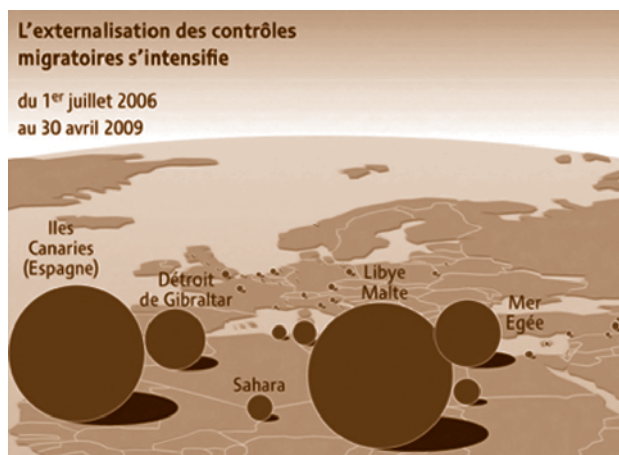 L'externalisation des contrôles
migratoires s'intensifie
du 1er juillet 2006
au 30 avril 2009
Iles
Canaries
(Espagne)
Détroit
de Gibraltar
Libye
Malte
Mer
Egée
Sahara